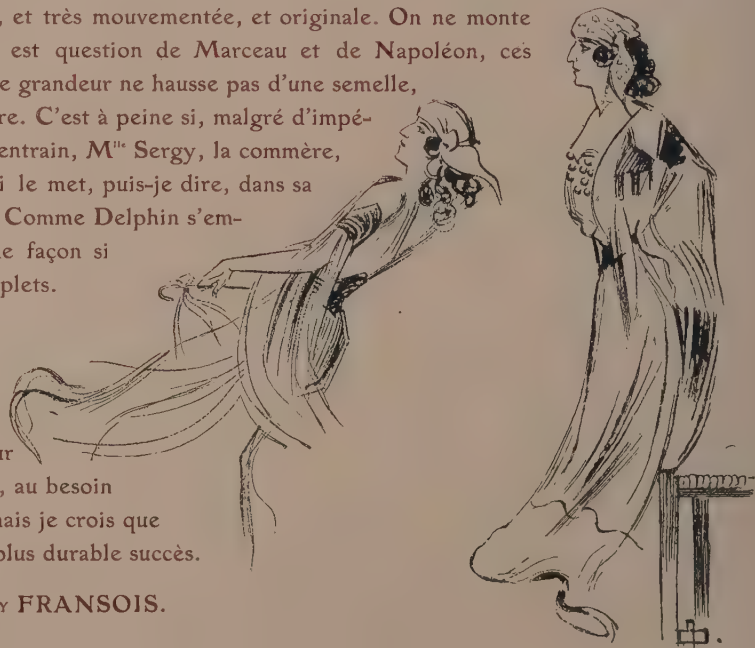 , et très mouvementée, et originale. On ne monte
est question de Marceau et de Napoléon, ces
e grandeur ne hausse pas d'une semelle,
re. C'est à peine si, malgré d'impé-
entrain, Mlle Sergy, la commère,
i le met, puis-je dire, dans sa
Comme Delphin s'em-
e façon si
plets.
ur
, au besoin
nais je crois que
plus durable succès.
Y FRANSOIS.